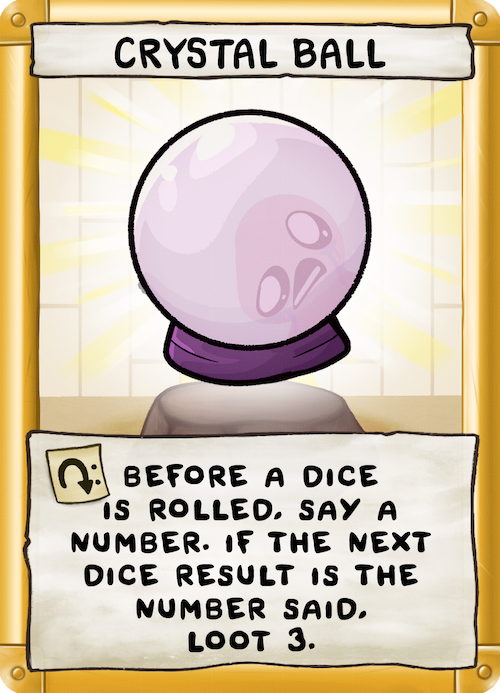 CRYSTAL BALL
: BEFORE A DICE
IS ROLLED, SAY A
NUMBER. IF THE NEXT
DICE RESULT IS THE
NUMBER SAID,
LOOT 3.